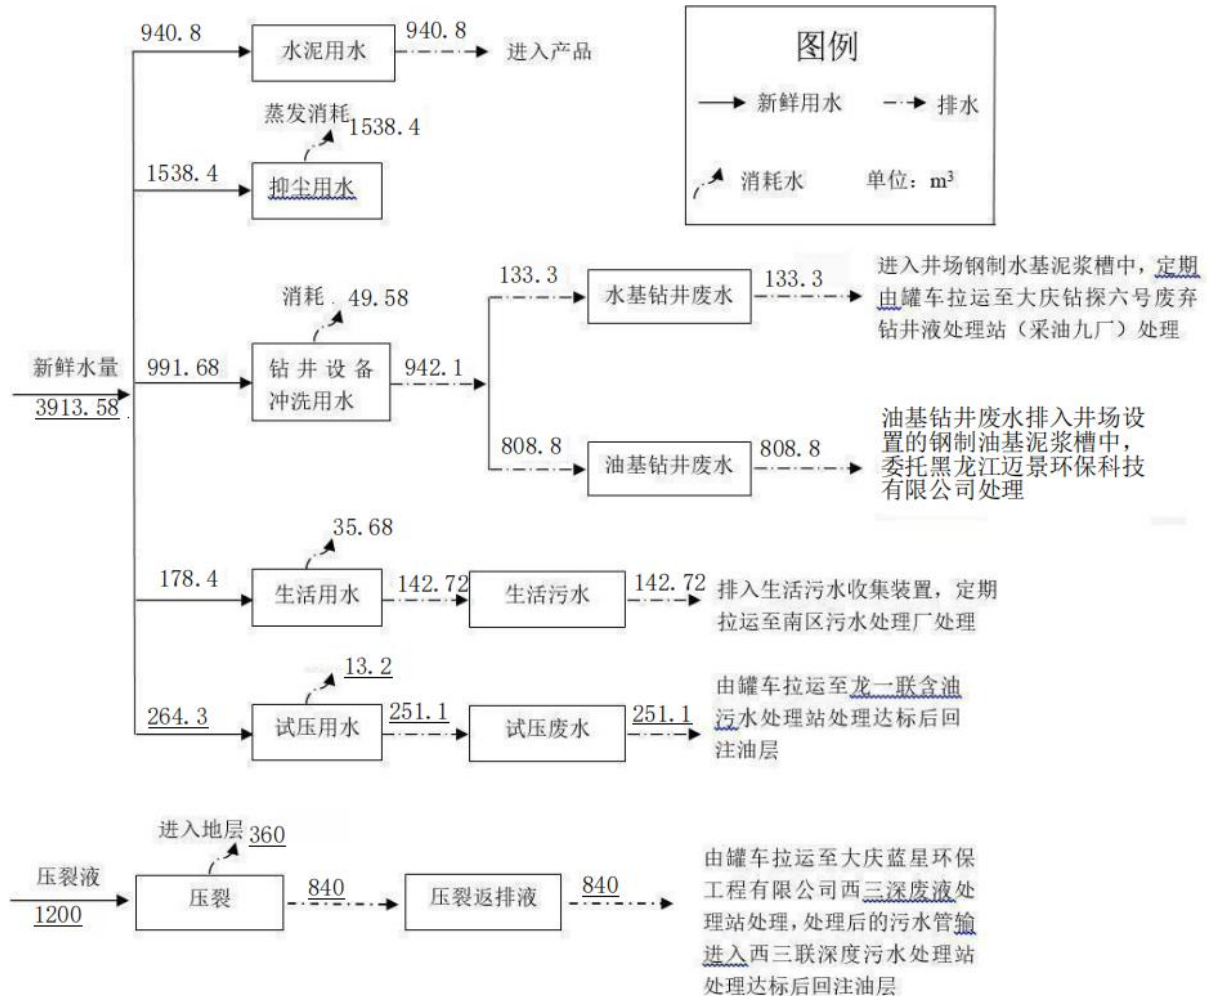 940.8
水泥用水
940.8
进入产品
图例
新鲜用水
排水
消耗水
单位：m³
蒸发消耗
1538.4
1538.4
抑尘用水
新鲜水量
3913.58
消耗
49.58
991.68
钻井设备
冲洗用水
942.1
133.3
水基钻井废水
133.3
进入井场钢制水基泥浆槽中，定期
由罐车拉运至大庆钻探六号废弃
钻井液处理站（采油九厂）处理
808.8
油基钻井废水
808.8
油基钻井废水排入井场设
置的钢制油基泥浆槽中，
委托黑龙江迈景环保科技
有限公司处理
35.68
178.4
生活用水
142.72
生活污水
142.72
排入生活污水收集装置，定期
拉运至南区污水处理厂处理
13.2
264.3
试压用水
251.1
试压废水
251.1
由罐车拉运至龙一联含油
污水处理站处理达标后回
注油层
进入地层
360
压裂液
1200
压裂
840
压裂返排液
840
由罐车拉运至大庆蓝星环保
工程有限公司西三深废液处
理站处理，处理后的污水管输
进入西三联深度污水处理站
处理达标后回注油层